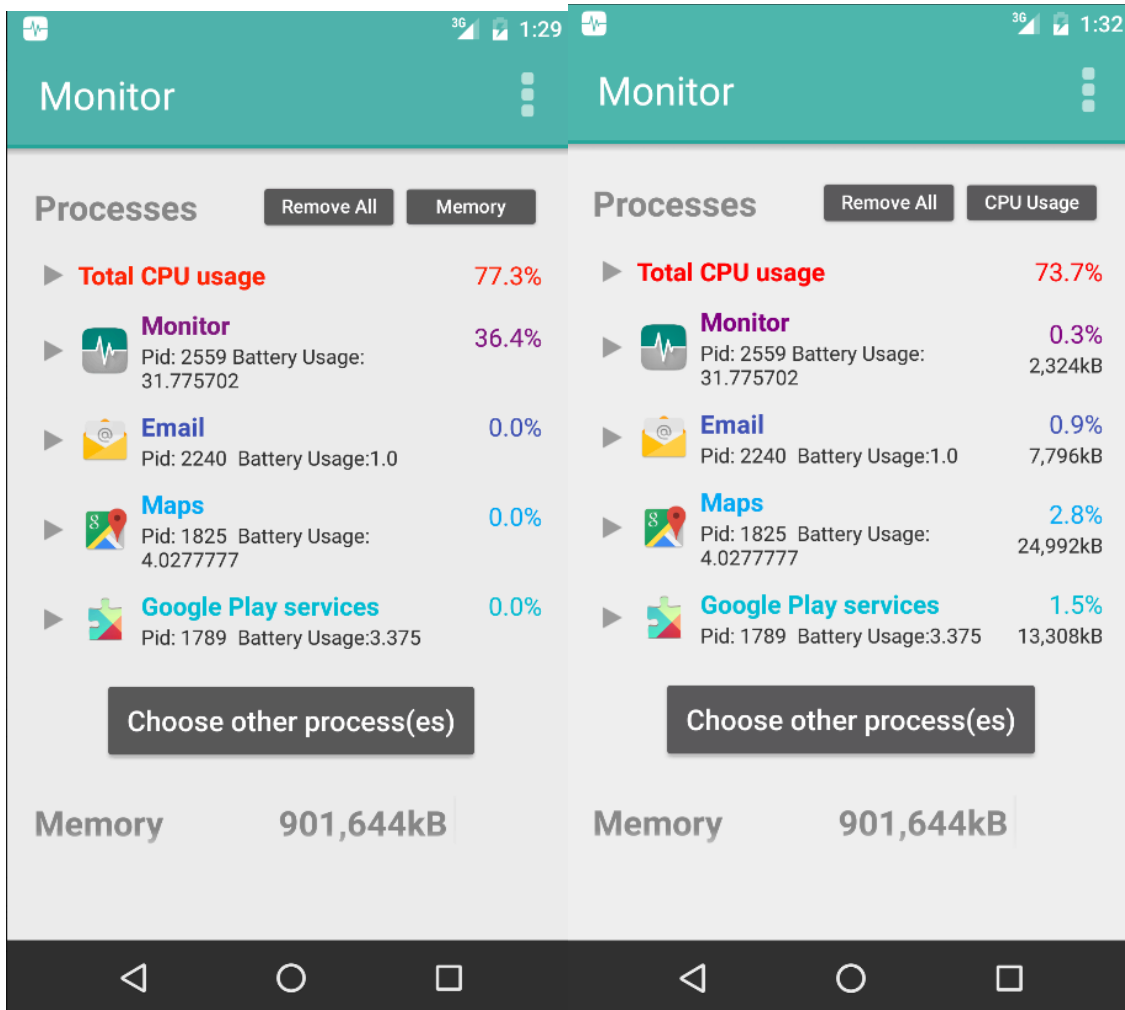 3G 1:29
Monitor
Processes Remove All Memory
Total CPU usage 77.3%
Monitor 36.4%
Pid: 2559 Battery Usage:
31.775702
@
Email 0.0%
Pid: 2240  Battery Usage:1.0
8
Maps 0.0%
Pid: 1825  Battery Usage:
4.0277777
Google Play services 0.0%
Pid: 1789  Battery Usage:3.375
Choose other process(es)
Memory 901,644kB
3G 1:32
Monitor
Processes Remove All CPU Usage
Total CPU usage 73.7%
Monitor 0.3%
Pid: 2559 Battery Usage: 2,324kB
31.775702
@
Email 0.9%
Pid: 2240  Battery Usage:1.0 7,796kB
8
Maps 2.8%
Pid: 1825  Battery Usage: 24,992kB
4.0277777
Google Play services 1.5%
Pid: 1789  Battery Usage:3.375 13,308kB
Choose other process(es)
Memory 901,644kB